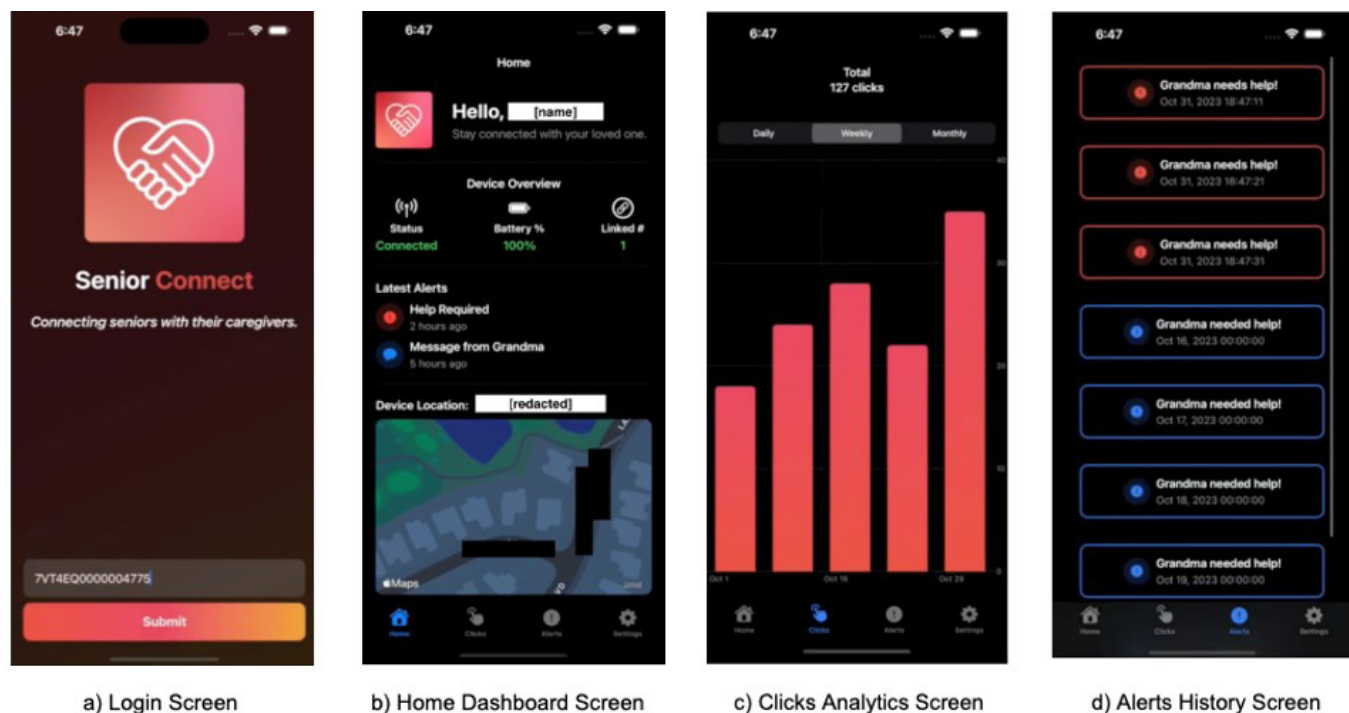 6:47
Senior Connect
Connecting seniors with their caregivers.
7VT4EQ0000004775
Submit
a) Login Screen
6:47
Home
Hello, [name]
Stay connected with your loved one.
Device Overview
Status
Battery %
Linked #
Connected
100%
1
Latest Alerts
Help Required
2 hours ago
Message from Grandma
5 hours ago
Device Location: [redacted]
LA
VD
Maps
Legal
Home
Clicks
Alerts
Settings
b) Home Dashboard Screen
6:47
Total
127 clicks
Daily
Weekly
Monthly
40
30
20
10
0
Oct 1
Oct 16
Oct 29
Home
Clicks
Alerts
Settings
c) Clicks Analytics Screen
6:47
Grandma needs help!
Oct 31, 2023 18:47:11
Grandma needs help!
Oct 31, 2023 18:47:21
Grandma needs help!
Oct 31, 2023 18:47:31
Grandma needed help!
Oct 16, 2023 00:00:00
Grandma needed help!
Oct 17, 2023 00:00:00
Grandma needed help!
Oct 18, 2023 00:00:00
Grandma needed help!
Oct 19, 2023 00:00:00
Home
Clicks
Alerts
Settings
d) Alerts History Screen